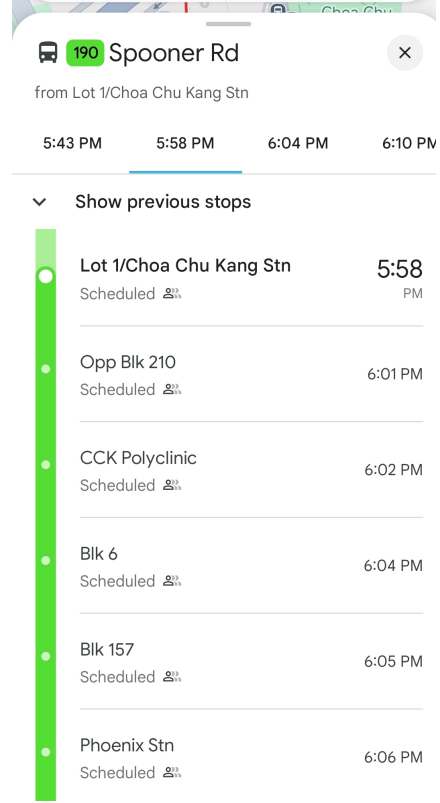 Choa Chu
190 Spooner Rd
from Lot 1/Choa Chu Kang Stn
5:43 PM 5:58 PM 6:04 PM 6:10 PM
Show previous stops
Lot 1/Choa Chu Kang Stn 5:58
Scheduled PM
Opp Blk 210
6:01 PM
Scheduled
CCK Polyclinic
6:02 PM
Scheduled
Blk 6
6:04 PM
Scheduled
Blk 157
6:05 PM
Scheduled
Phoenix Stn
6:06 PM
Scheduled